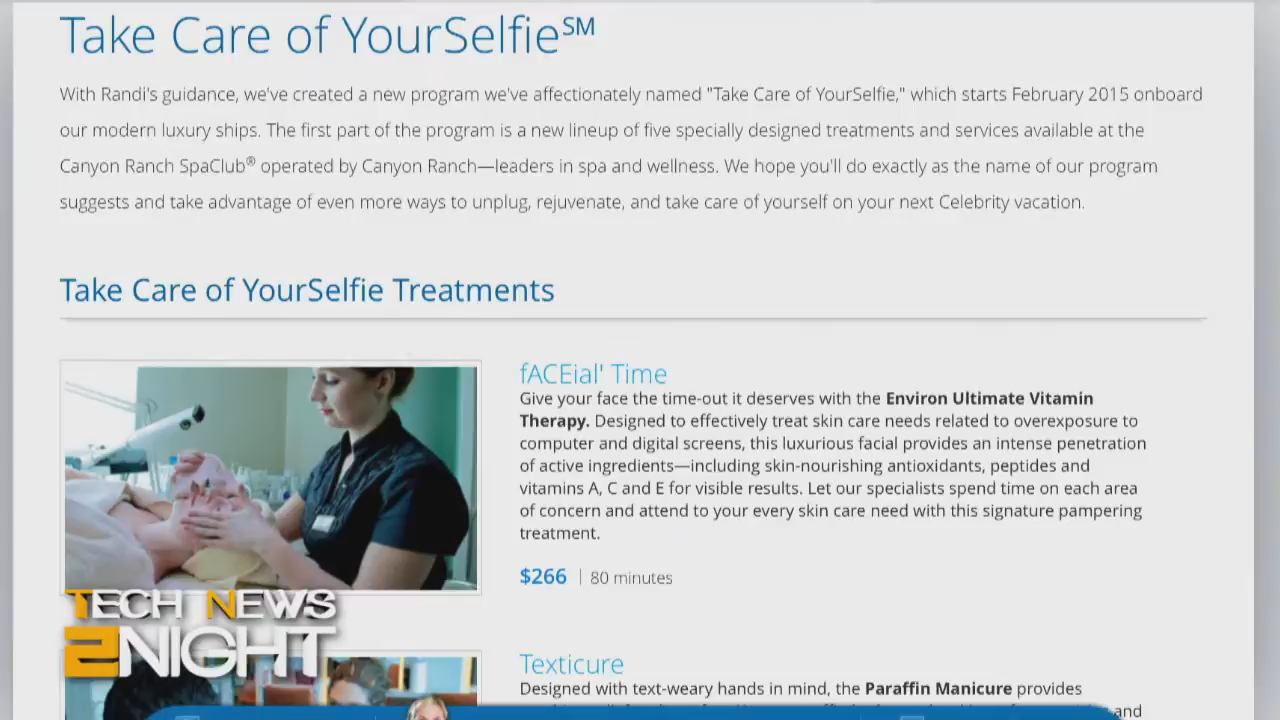 Take Care of YourSelfie℠
With Randi's guidance, we've created a new program we've affectionately named "Take Care of YourSelfie," which starts February 2015 onboard
our modern luxury ships. The first part of the program is a new lineup of five specially designed treatments and services available at the
Canyon Ranch SpaClub® operated by Canyon Ranch—leaders in spa and wellness. We hope you'll do exactly as the name of our program
suggests and take advantage of even more ways to unplug, rejuvenate, and take care of yourself on your next Celebrity vacation.
Take Care of YourSelfie Treatments
fACEial' Time
Give your face the time-out it deserves with the Environ Ultimate Vitamin
Therapy. Designed to effectively treat skin care needs related to overexposure to
computer and digital screens, this luxurious facial provides an intense penetration
of active ingredients—including skin-nourishing antioxidants, peptides and
vitamins A, C and E for visible results. Let our specialists spend time on each area
of concern and attend to your every skin care need with this signature pampering
treatment.
$266 | 80 minutes
TECH NEWS
2NIGHT
Texticure
Designed with text-weary hands in mind, the Paraffin Manicure provides
and